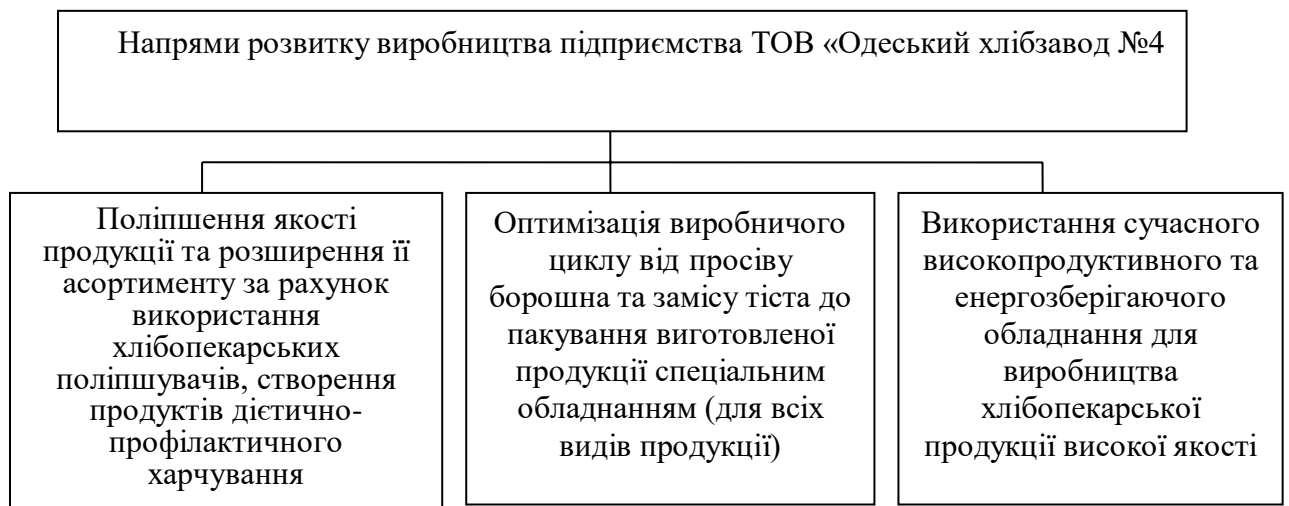 Напрями розвитку виробництва підприємства ТОВ «Одеський хлібзавод №4
Поліпшення якості
продукції та розширення її
асортименту за рахунок
використання
хлібопекарських
поліпшувачів, створення
продуктів дієтично-
профілактичного
харчування
Оптимізація виробничого
циклу від просіву
борошна та замісу тіста до
пакування виготовленої
продукції спеціальним
обладнанням (для всіх
видів продукції)
Використання сучасного
високопродуктивного та
енергозберігаючого
обладнання для
виробництва
хлібопекарської
продукції високої якості